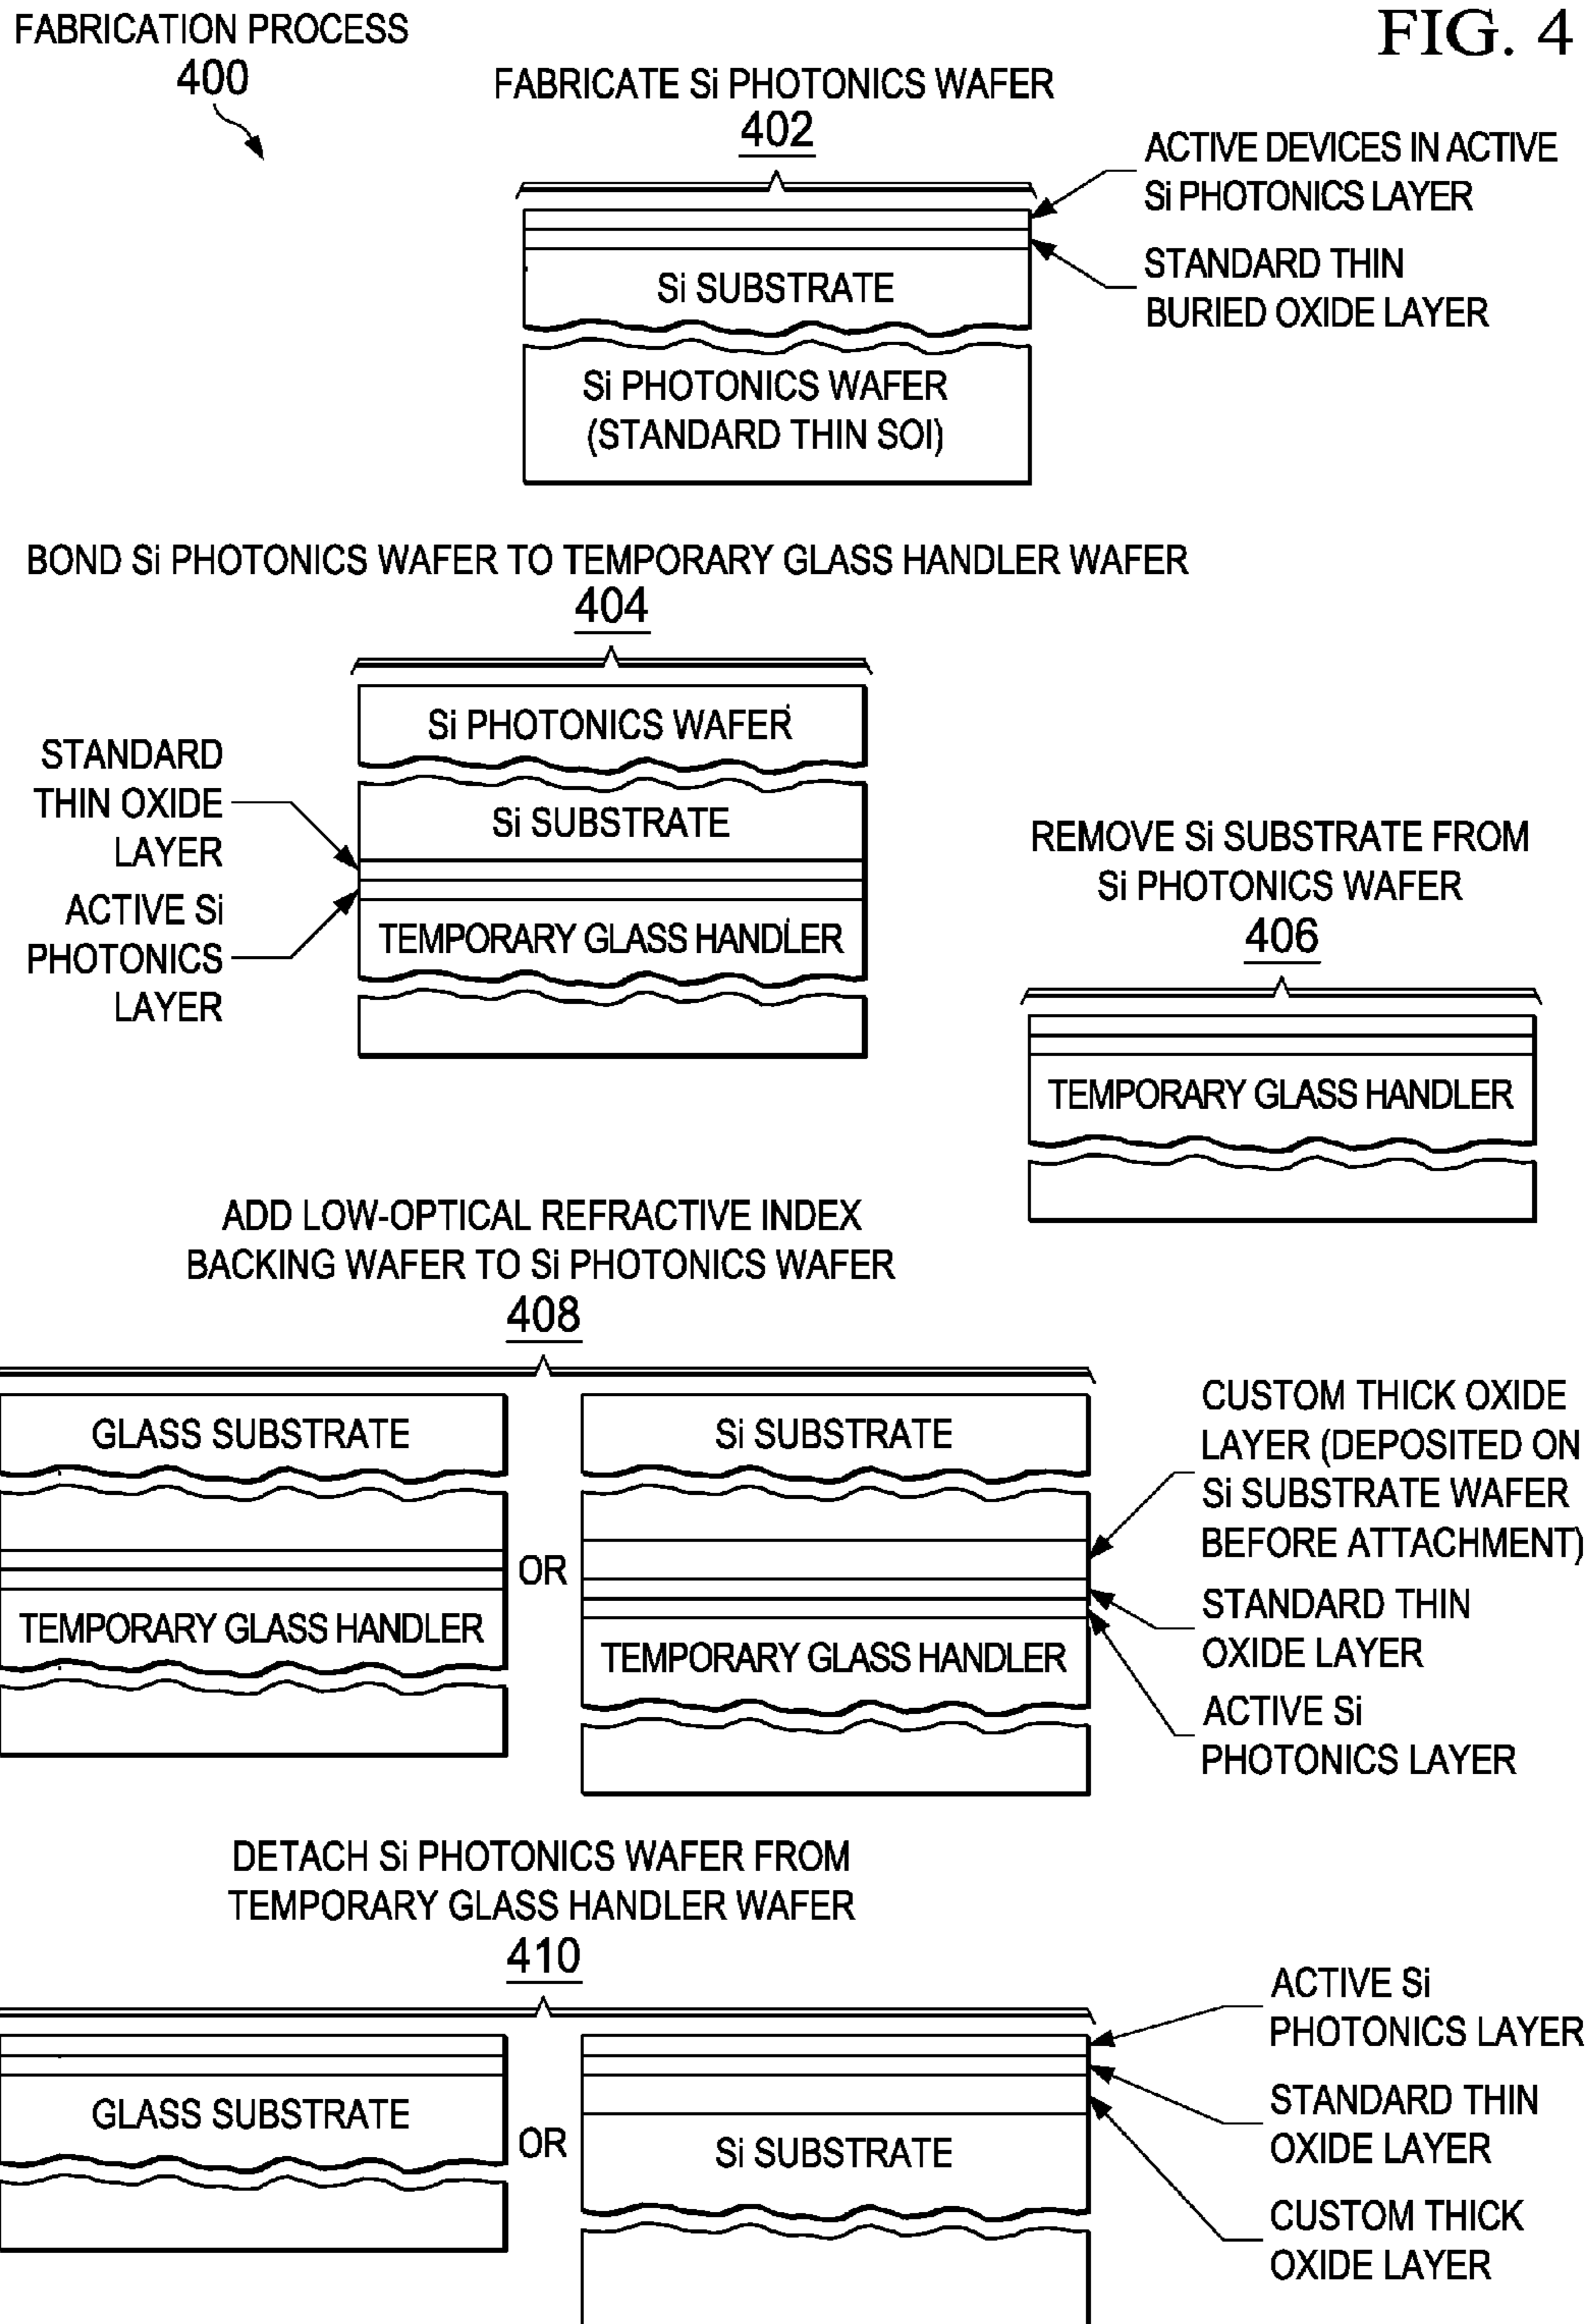 FABRICATION PROCESS
400
FIG. 4
FABRICATE Si PHOTONICS WAFER
402
ACTIVE DEVICES IN ACTIVE
Si PHOTONICS LAYER
STANDARD THIN
BURIED OXIDE LAYER
Si SUBSTRATE
Si PHOTONICS WAFER
(STANDARD THIN SOI)
BOND Si PHOTONICS WAFER TO TEMPORARY GLASS HANDLER WAFER
404
Si PHOTONICS WAFER
STANDARD
THIN OXIDE
LAYER
Si SUBSTRATE
ACTIVE Si
PHOTONICS
LAYER
TEMPORARY GLASS HANDLER
REMOVE Si SUBSTRATE FROM
Si PHOTONICS WAFER
406
TEMPORARY GLASS HANDLER
ADD LOW-OPTICAL REFRACTIVE INDEX
BACKING WAFER TO Si PHOTONICS WAFER
408
GLASS SUBSTRATE
TEMPORARY GLASS HANDLER
OR
Si SUBSTRATE
TEMPORARY GLASS HANDLER
CUSTOM THICK OXIDE
LAYER (DEPOSITED ON
Si SUBSTRATE WAFER
BEFORE ATTACHMENT)
STANDARD THIN
OXIDE LAYER
ACTIVE Si
PHOTONICS LAYER
DETACH Si PHOTONICS WAFER FROM
TEMPORARY GLASS HANDLER WAFER
410
GLASS SUBSTRATE
OR
Si SUBSTRATE
ACTIVE Si
PHOTONICS LAYER
STANDARD THIN
OXIDE LAYER
CUSTOM THICK
OXIDE LAYER